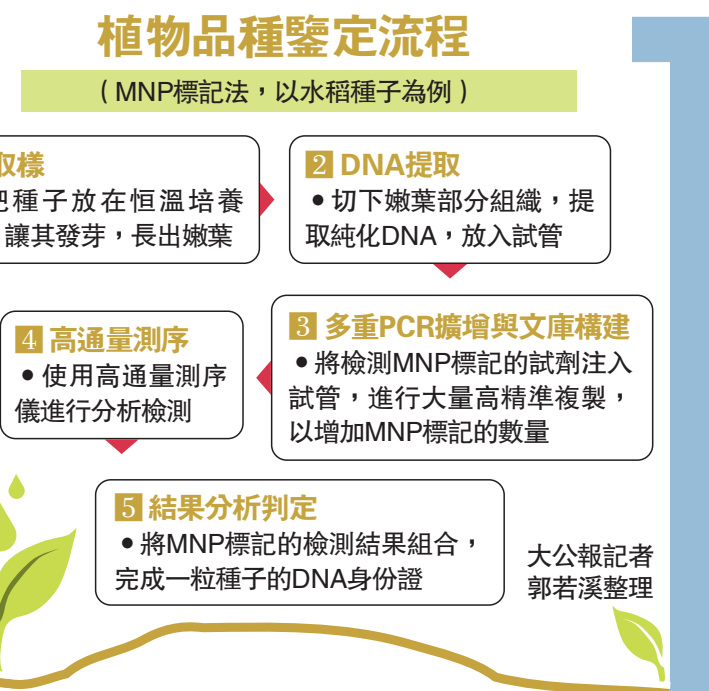 植物品種鑒定流程
（MNP標記法，以水稻種子為例）
取樣
把種子放在恒溫培養
讓其發芽，長出嫩葉
2 DNA提取
●切下嫩葉部分組織，提
取純化DNA，放入試管
3 多重PCR擴增與文庫構建
●將檢測MNP標記的試劑注入
試管，進行大量高精準複製，
以增加MNP標記的數量
4 高通量測序
●使用高通量測序
儀進行分析檢測
5 結果分析判定
●將MNP標記的檢測結果組合，
完成一粒種子的DNA身份證
大公報記者
郭若溪整理